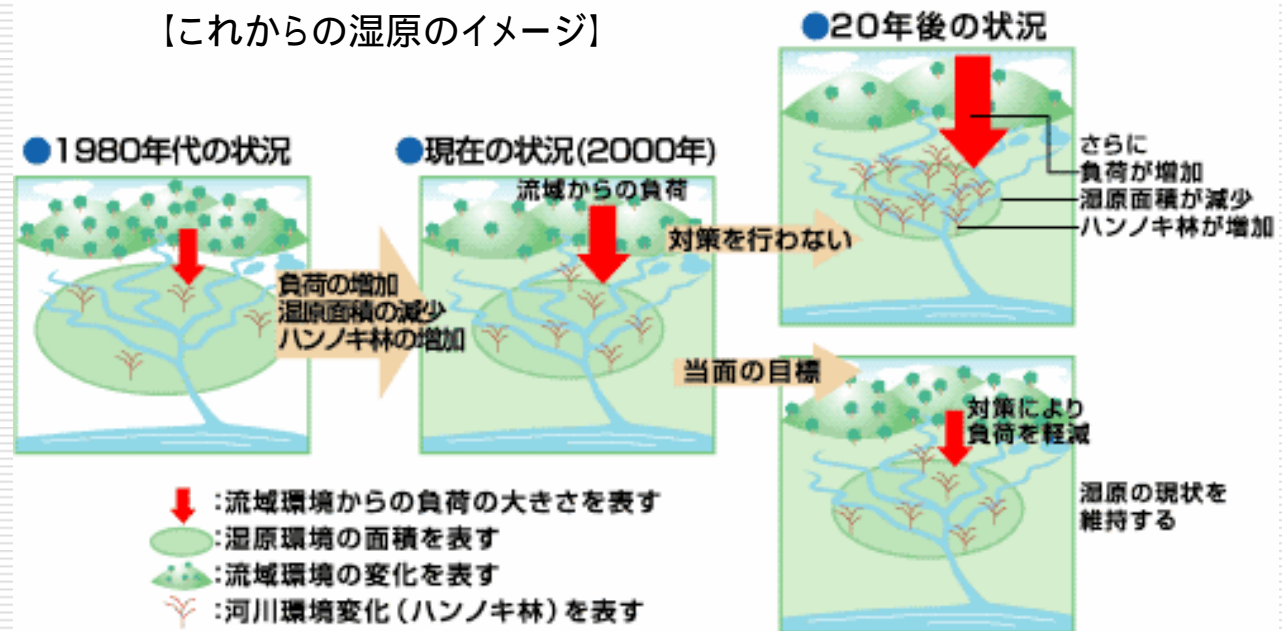 【これからの湿原のイメージ】
●1980年代の状況
負荷の増加
湿原面積の減少
ハンノキ林の増加
●現在の状況(2000年)
流域からの負荷
対策を行わない
●20年後の状況
さらに
負荷が増加
湿原面積が減少
ハンノキ林が増加
当面の目標
対策により
負荷を軽減
湿原の現状を
維持する
:流域環境からの負荷の大きさを表す
:湿原環境の面積を表す
:流域環境の変化を表す
:河川環境変化(ハンノキ林)を表す